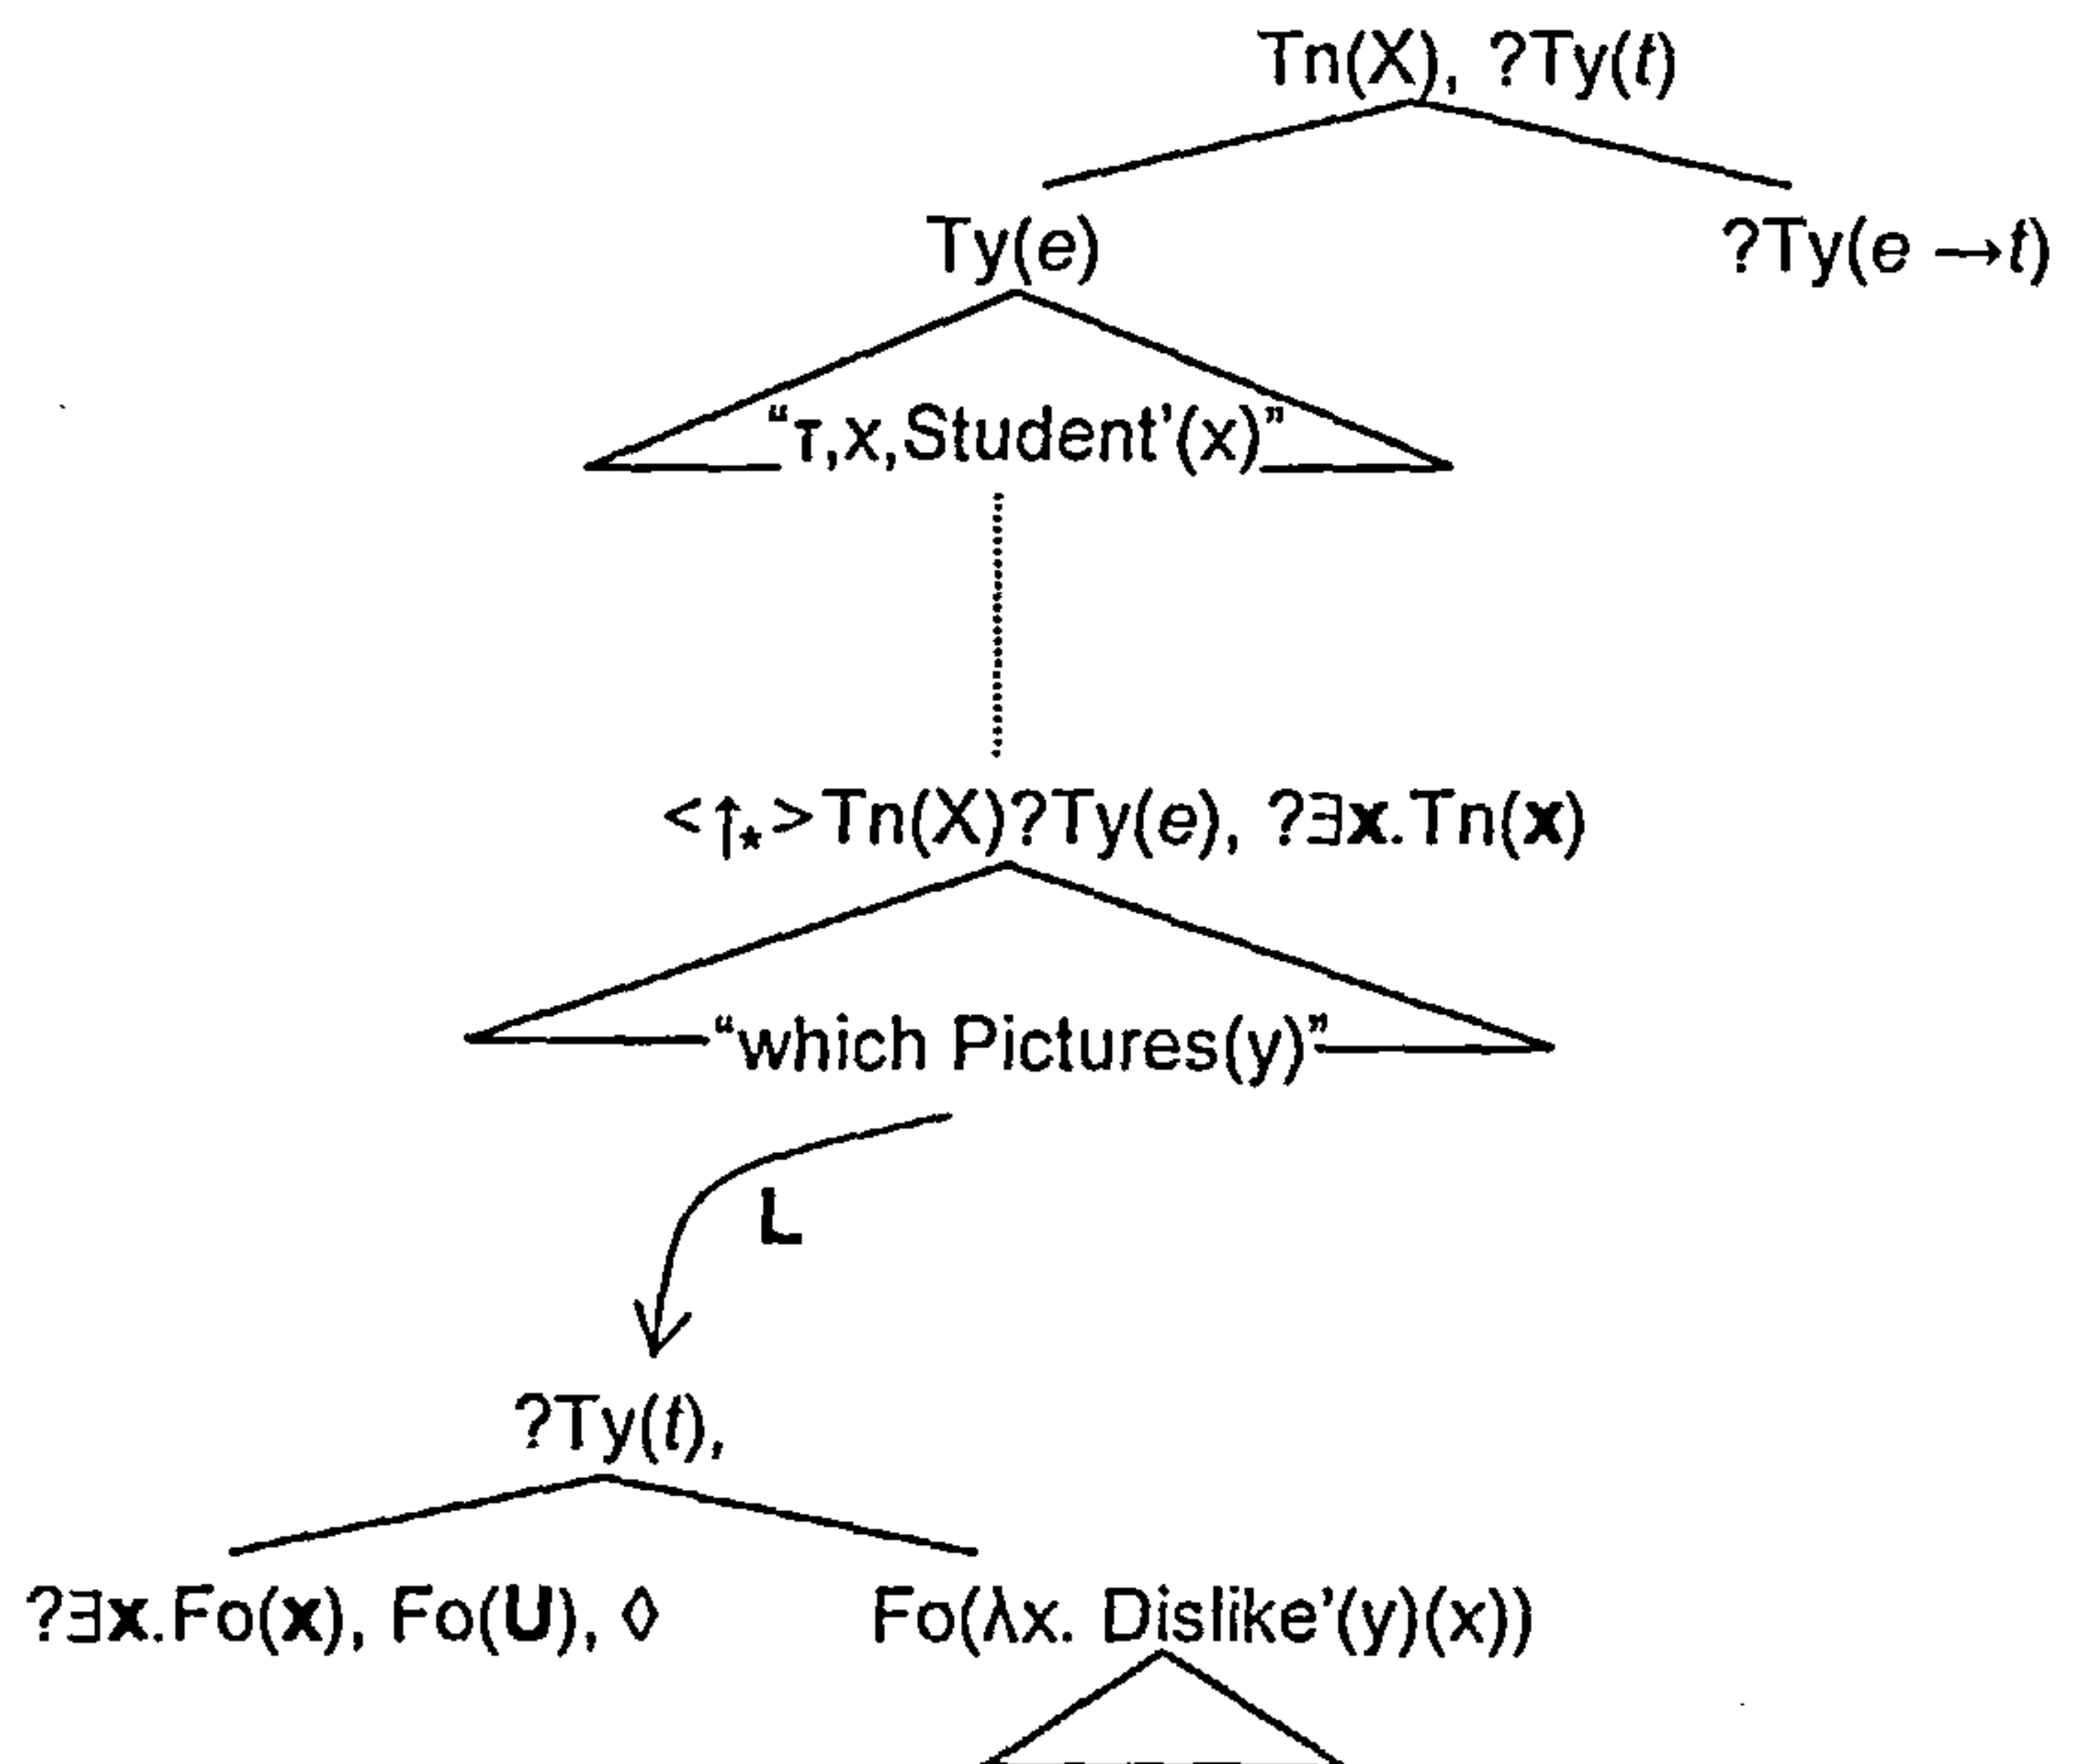 Tn(X), ?Ty(t)
Ty(e)
?Ty(e →t)
“τ,x,Student’(x)”
<↑*>Tn(X)?Ty(e), ?∃x.Tn(x)
“which Pictures(y)”
L
?Ty(t),
?∃x.Fo(x), Fo(U), ◊
Fo(λx. Dislike’(y)(x))